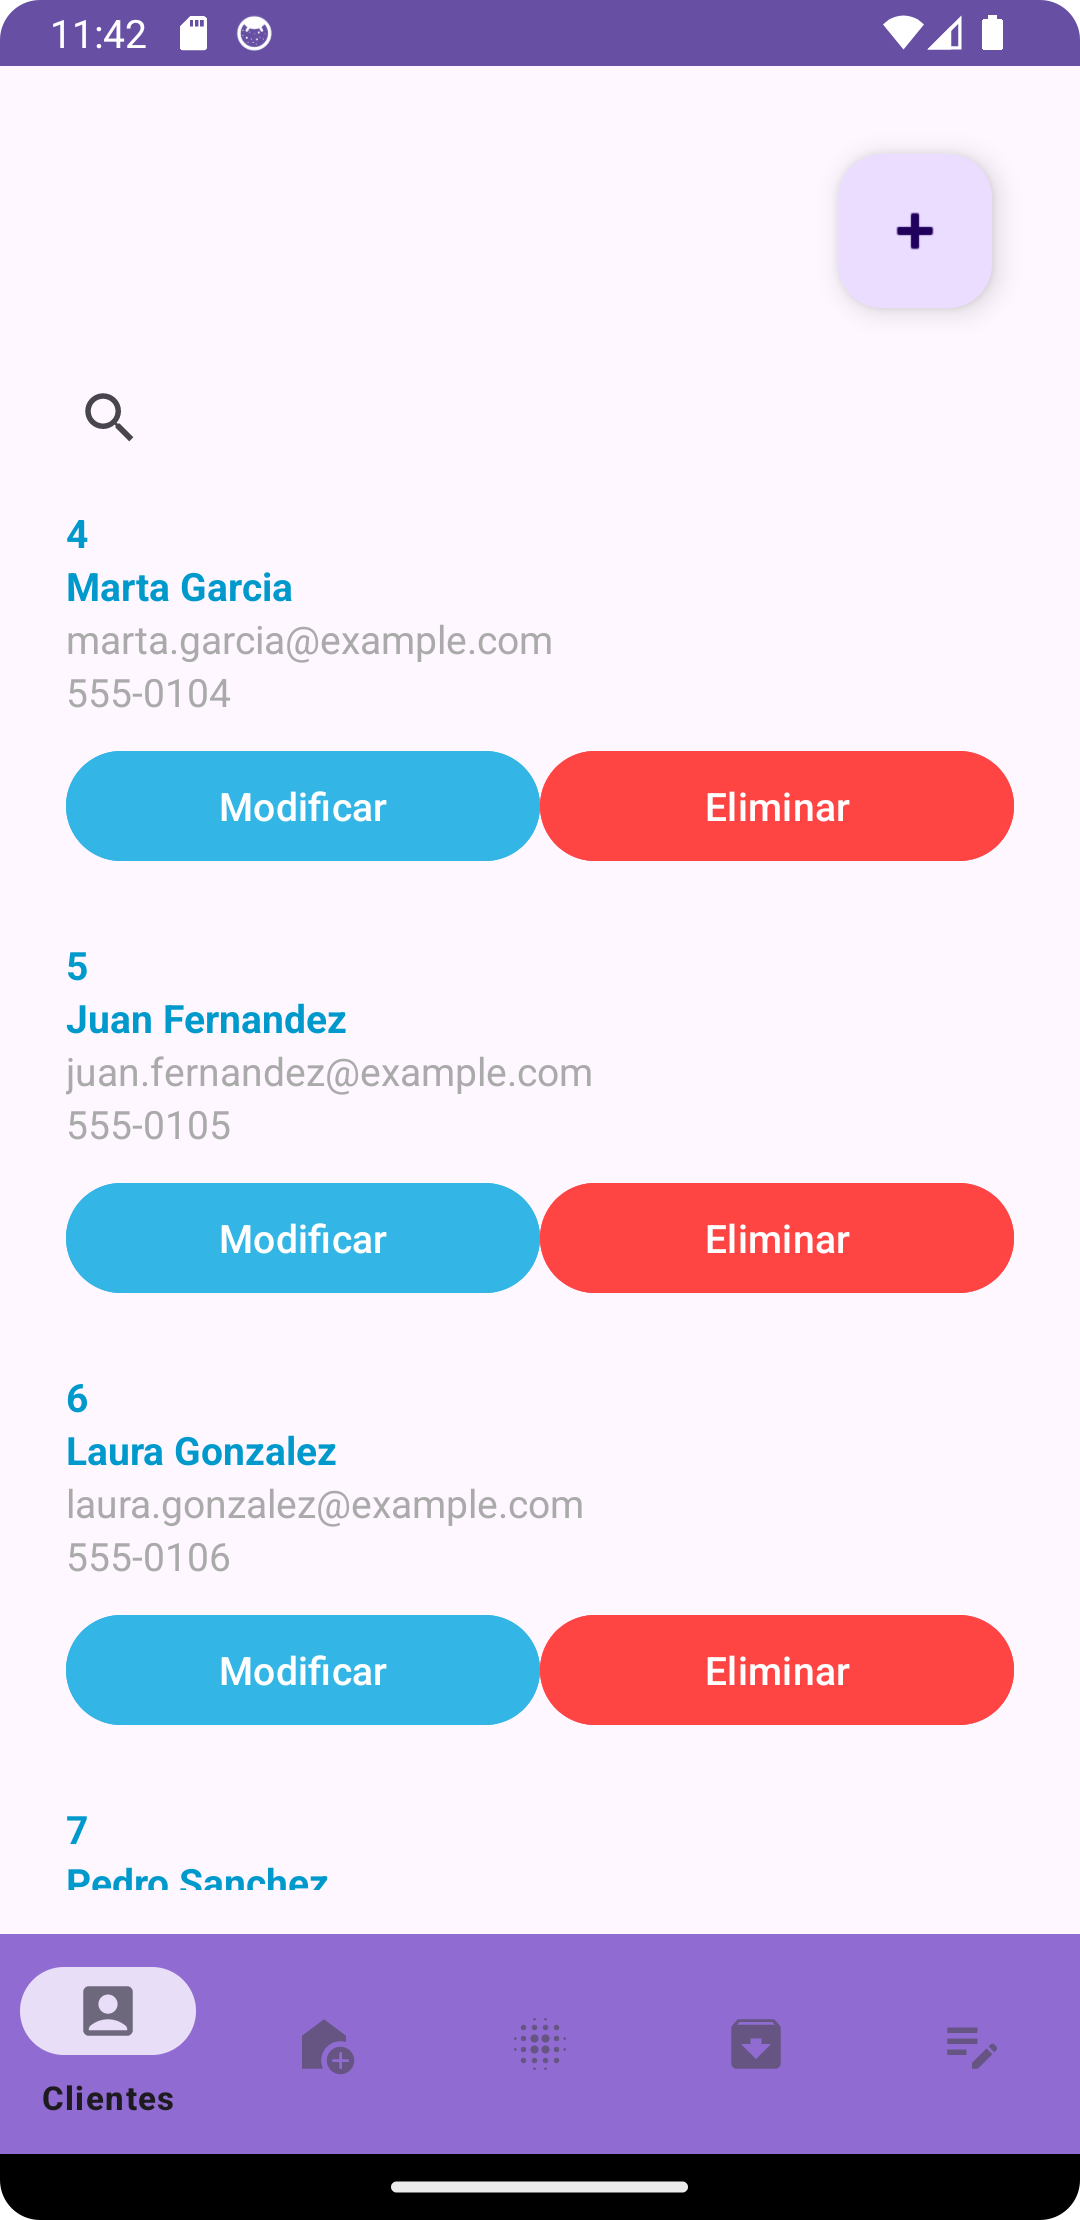 11:42
4
Marta Garcia
marta.garcia@example.com
555-0104
Modificar Eliminar
5
Juan Fernandez
juan.fernandez@example.com
555-0105
Modificar Eliminar
6
Laura Gonzalez
laura.gonzalez@example.com
555-0106
Modificar Eliminar
7
Pedro Sanchez
Clientes